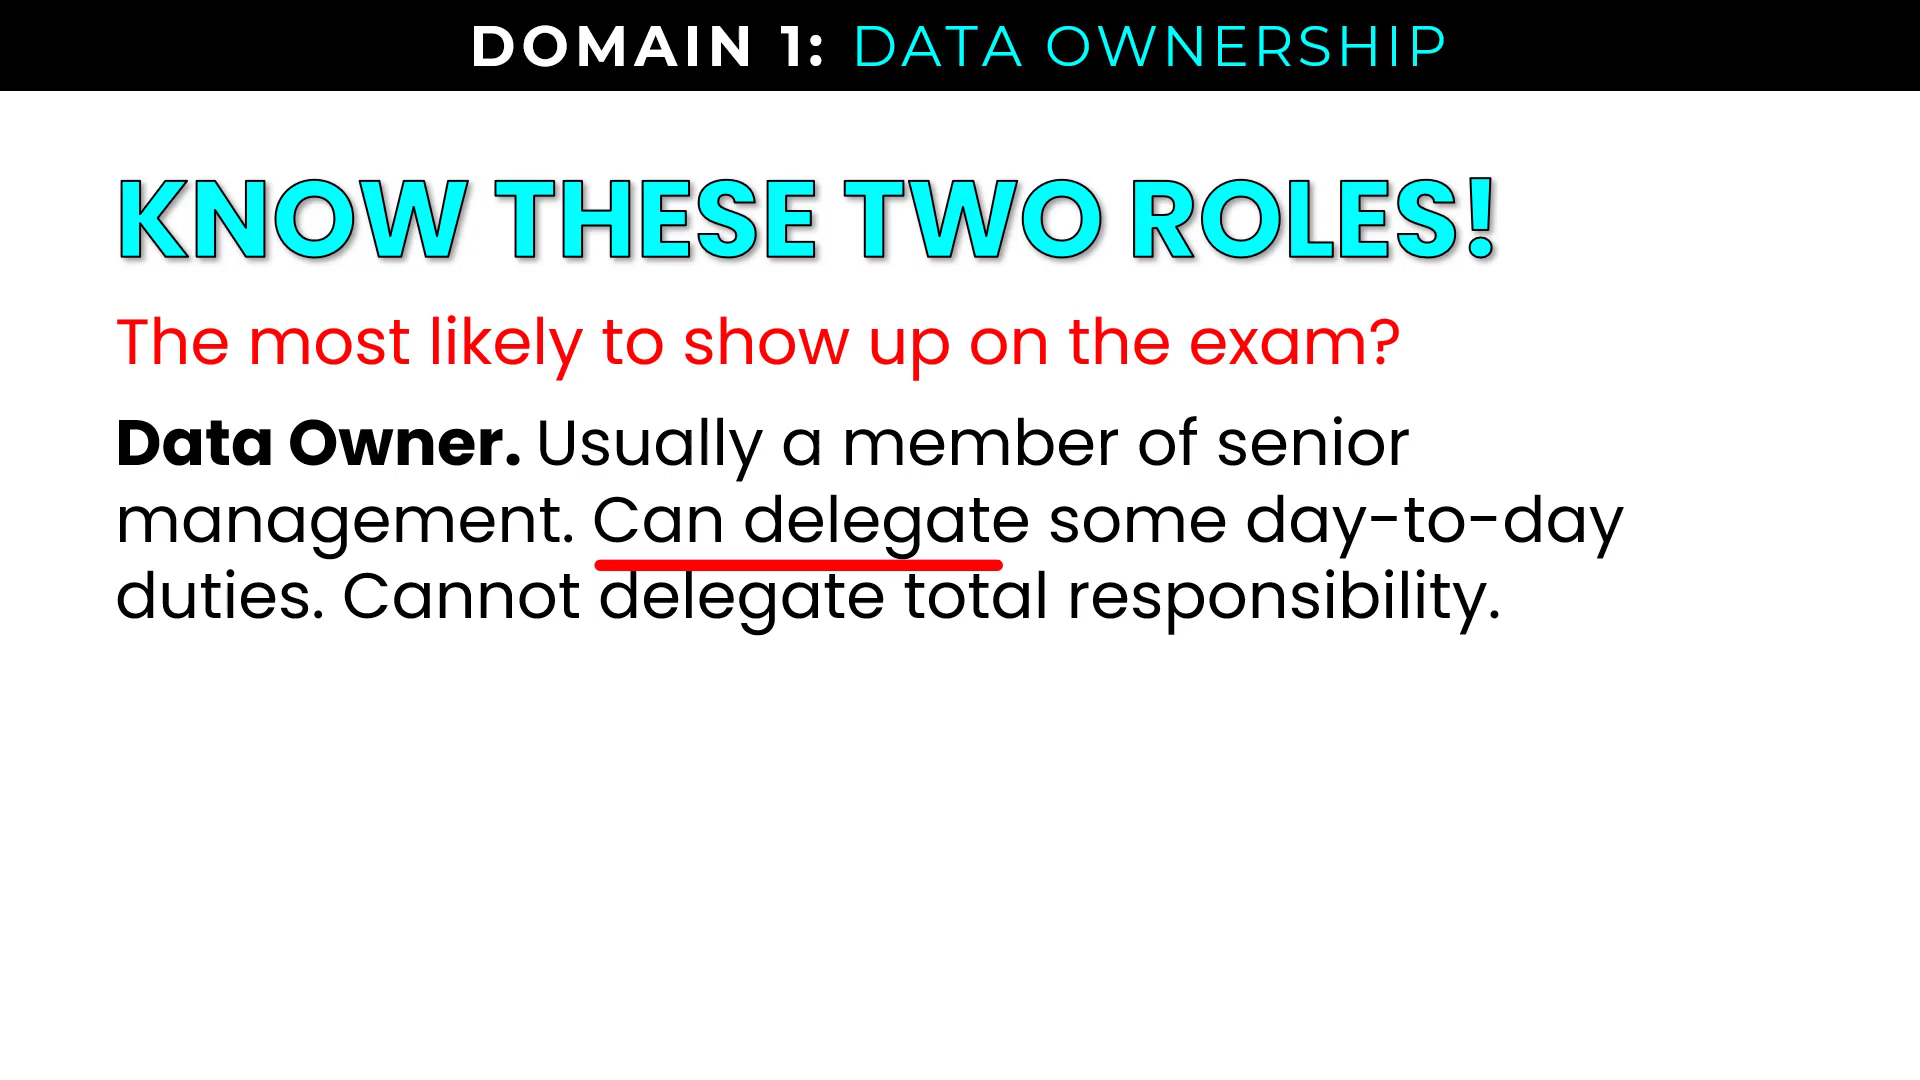 DOMAIN 1: DATA OWNERSHIP
KNOW THESE TWO ROLES!
The most likely to show up on the exam?
Data Owner. Usually a member of senior
management. Can delegate some day-to-day
duties. Cannot delegate total responsibility.